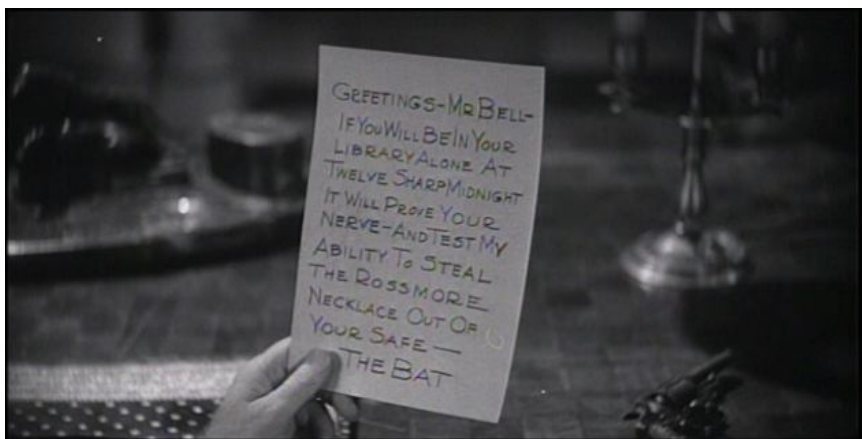 GREETINGS-MR BELL-
IF YOU WILL BE IN YOUR
LIBRARY ALONE AT
TWELVE SHARP MIDNIGHT
IT WILL PROVE YOUR
NERVE-AND TEST MY
ABILITY TO STEAL
THE ROSSMORE
NECKLACE OUT OF
YOUR SAFE —
—THE BAT